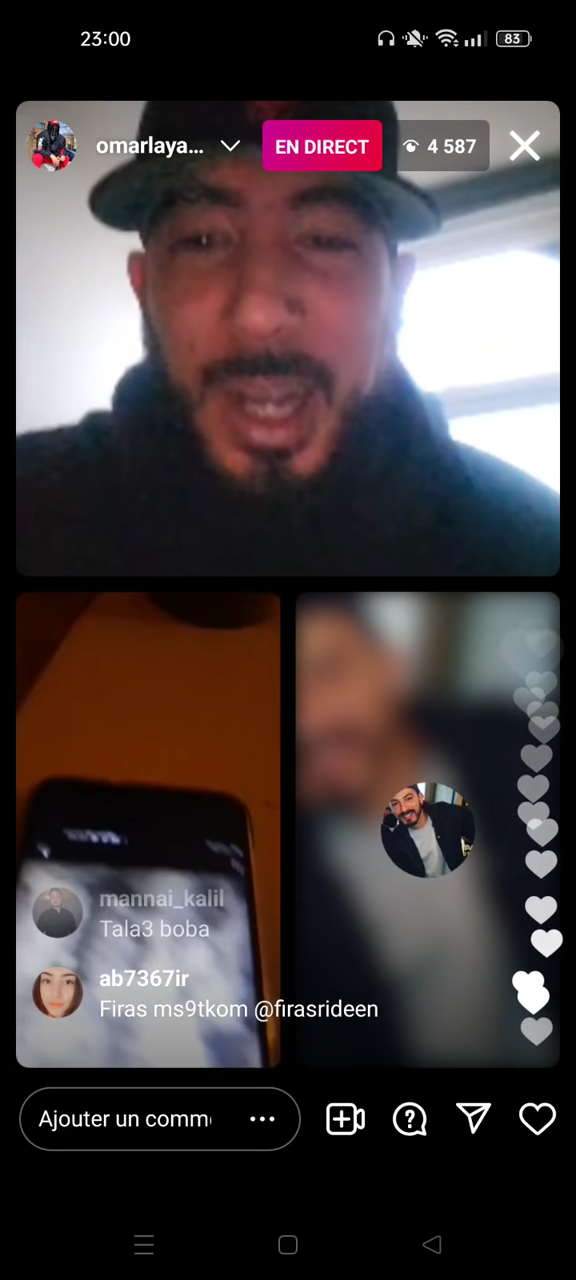 23:00
83
omarlaya...
EN DIRECT
4 587
mannai_kalil
Tala3 boba
ab7367ir
Firas ms9tkom @firasrideen
Ajouter un comm